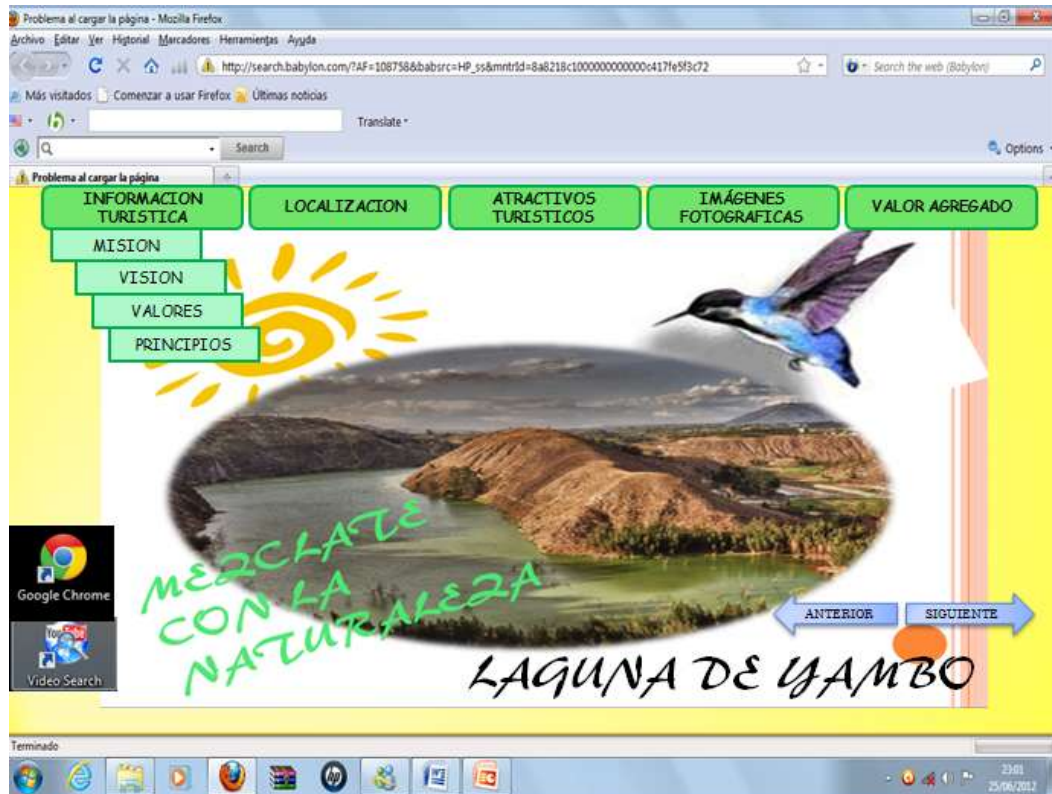 Problema al cargar la página - Mozilla Firefox
Archivo Editar Ver Historial Marcadores Herramientas Ayuda
http://search.babylon.com/?AF=108758&babsrc=HP_ss&mntrId=8a8218c1000000000000c417fe5f3c72
Search the web (Babylon)
Más visitados Comenzar a usar Firefox Últimas noticias
Translate
Search
Options
Problema al cargar la página
INFORMACION
TURISTICA
LOCALIZACION
ATRACTIVOS
TURISTICOS
IMÁGENES
FOTOGRAFICAS
VALOR AGREGADO
MISION
VISION
VALORES
PRINCIPIOS
MEZCLATE
CON LA
NATURALEZA
Google Chrome
YouTube
Video Search
ANTERIOR
SIGUIENTE
LAGUNA DE YAMBO
Terminado
23:01
25/06/2012